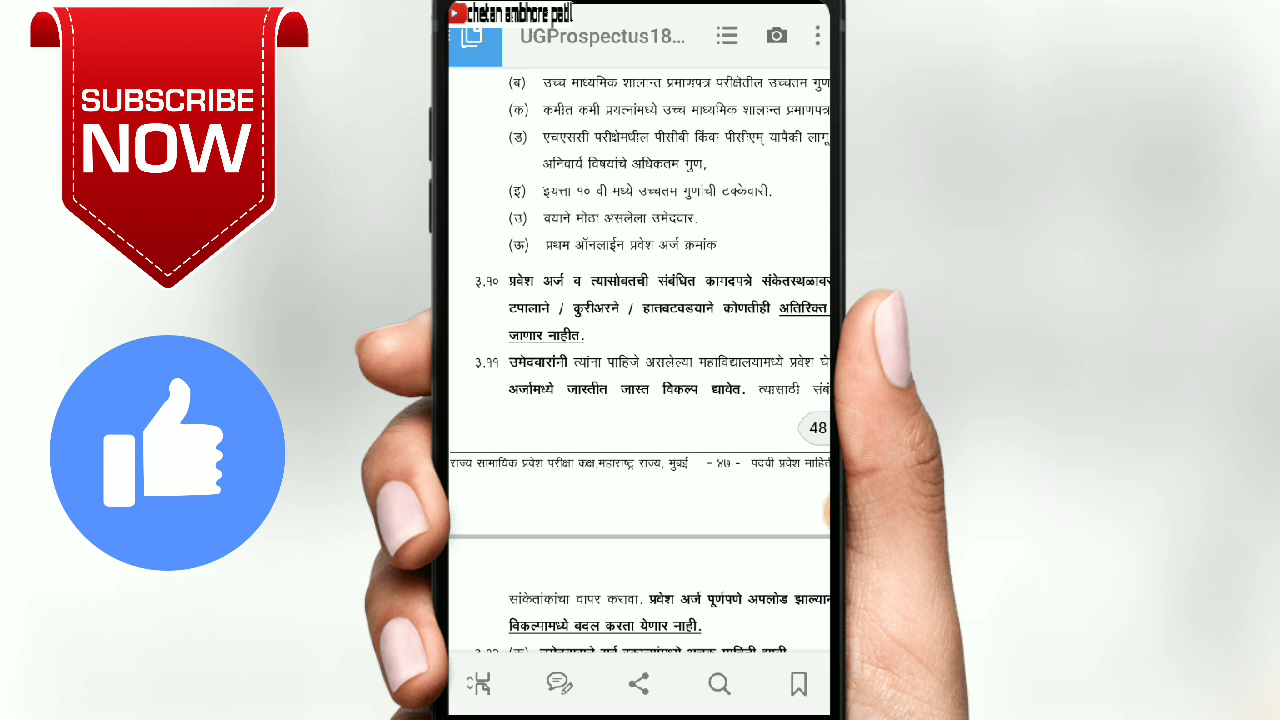 chetan ambhore patil
UGProspectus18...
SUBSCRIBE
NOW
(ब) उच्च माध्यमिक शालान्त प्रमाणपत्र परीक्षेतील उच्चतम गुण
(क) कमीत कमी प्रयत्नांमध्ये उच्च माध्यमिक शालान्त प्रमाणपत्र
(ड) एचएससी परीक्षेमधील पीसीबी किंवा पीसीएम् यापैकी लागू
अनिवार्य विषयांचे अधिकतम गुण,
(इ) इयत्ता १० वी मध्ये उच्चतम गुणांची टक्केवारी.
(उ) वयाने मोठा असलेला उमेदवार.
(ऊ) प्रथम ऑनलाईन प्रवेश अर्ज क्रमांक
३.१० प्रवेश अर्ज व त्यासोबतची संबंधित कागदपत्रे संकेतस्थळावर
टपालाने / कुरीअरने / हातबटवडयाने कोणतीही अतिरिक्त
जाणार नाहीत.
३.११ उमेदवारांनी त्यांना पाहिजे असलेल्या महाविद्यालयामध्ये प्रवेश घे
अर्जामध्ये जास्तीत जास्त विकल्प द्यावेत. त्यासाठी संबं
48
राज्य सामायिक प्रवेश परीक्षा कक्ष महाराष्ट्र राज्य, मुंबई - ४७ - पदवी प्रवेश माहिती
सांकेतांकांचा वापर करावा. प्रवेश अर्ज पूर्णपणे अपलोड झाल्यान
विकल्पामध्ये बदल करता येणार नाही.